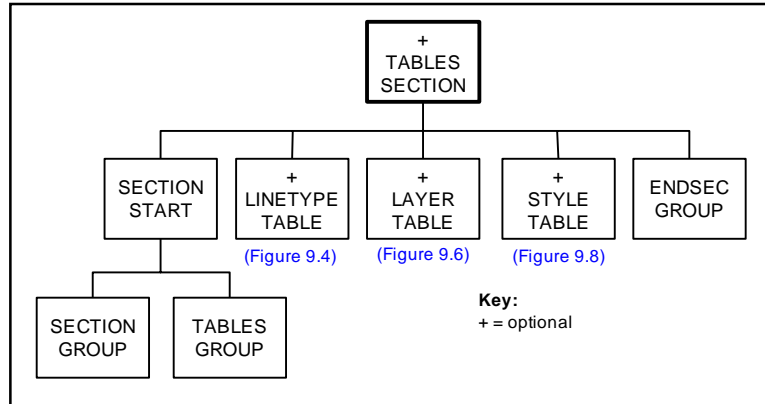 +
TABLES
SECTION
SECTION
START
+
LINETYPE
TABLE
+
LAYER
TABLE
+
STYLE
TABLE
ENDSEC
GROUP
(Figure 9.4)
(Figure 9.6)
(Figure 9.8)
SECTION
GROUP
TABLES
GROUP
Key:
+ = optional